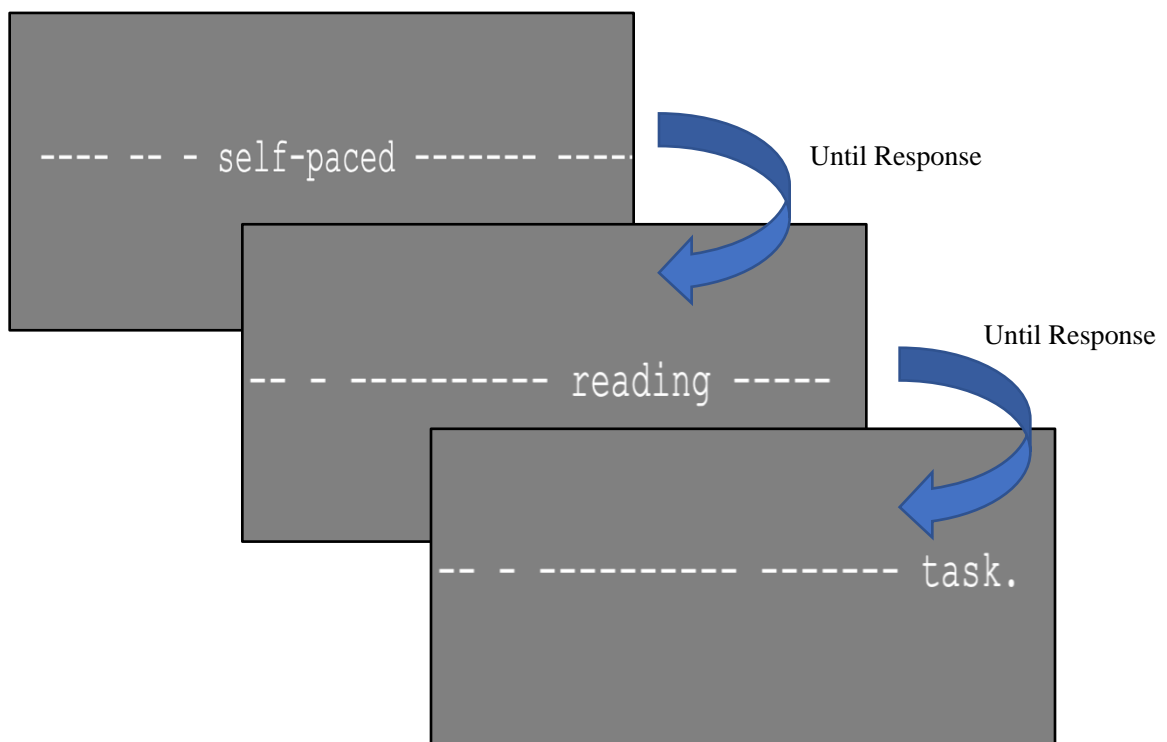 ---- -- - self-paced ------- -----
Until Response
-- - ---------- reading -----
Until Response
-- - ---------- ------- task.